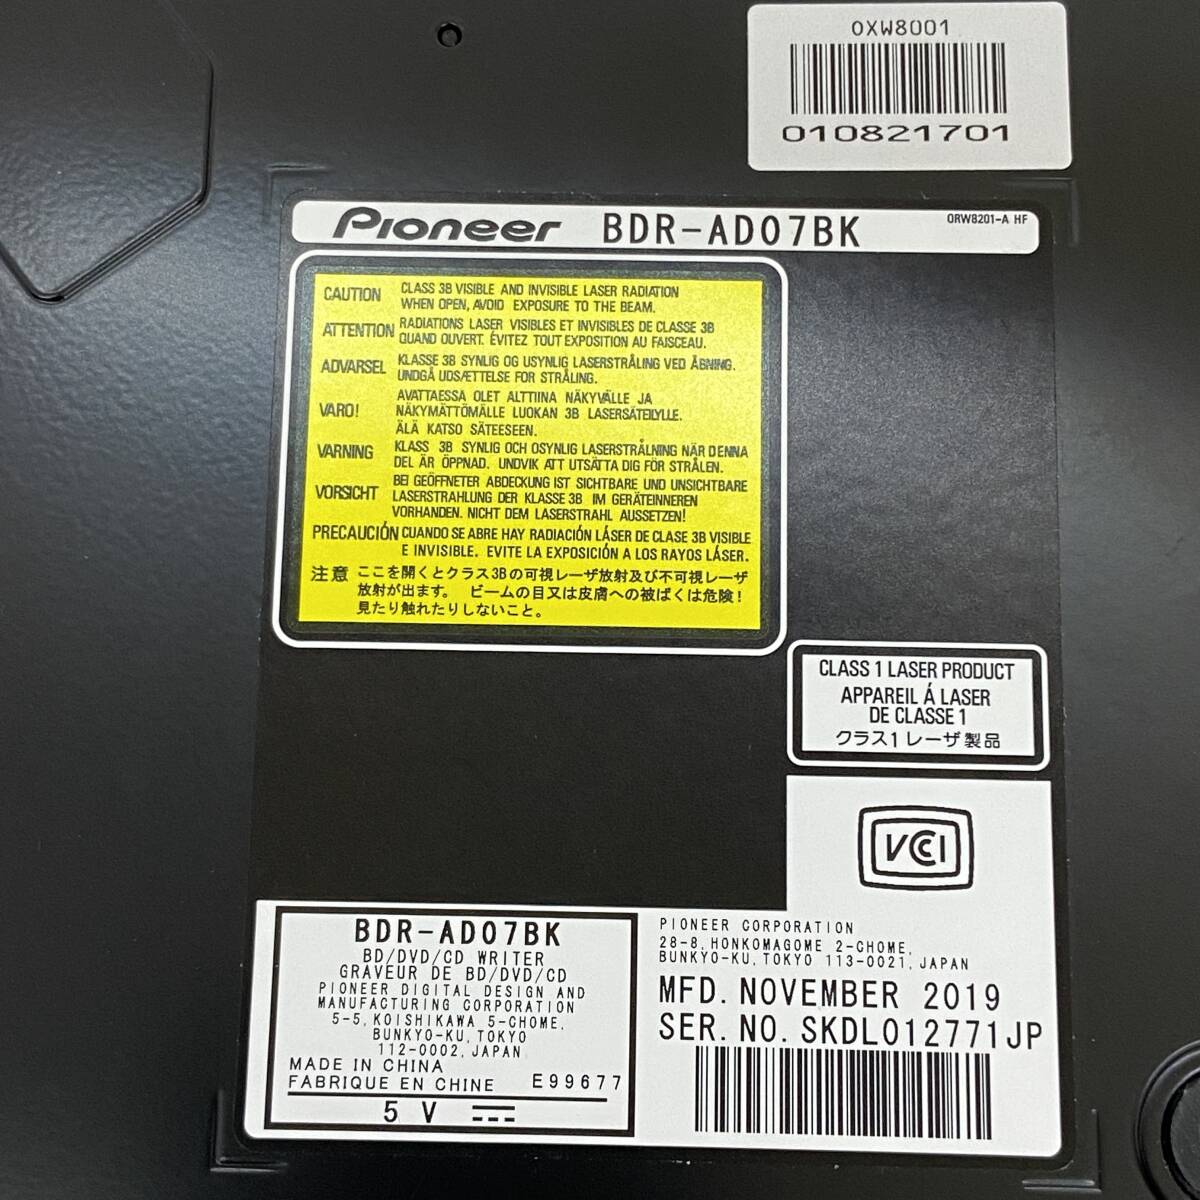 OXW8001
010821701
Pioneer BDR-AD07BK
ORW8201-A HF
CAUTION CLASS 3B VISIBLE AND INVISIBLE LASER RADIATION
WHEN OPEN, AVOID EXPOSURE TO THE BEAM.
ATTENTION RADIATIONS LASER VISIBLES ET INVISIBLES DE CLASSE 3B
QUAND OUVERT. ÉVITEZ TOUT EXPOSITION AU FAISCEAU.
ADVARSEL KLASSE 3B SYNLIG OG USYNLIG LASERSTRÅLING VED ÅBNING.
UNDGÅ UDSÆTTELSE FOR STRÅLING.
VARO! AVATTAESSA OLET ALTTIINA NÄKYVÄLLE JA
NÄKYMÄTTÖMÄLLE LUOKAN 3B LASERSÄTEILYLLE.
ÄLÄ KATSO SÄTEESEEN.
VARNING KLASS 3B SYNLIG OCH OSYNLIG LASERSTRÅLNING NÄR DENNA
DEL ÄR ÖPPNAD. UNDVIK ATT UTSÄTTA DIG FÖR STRÅLEN.
VORSICHT BEI GEÖFFNETER ABDECKUNG IST SICHTBARE UND UNSICHTBARE
LASERSTRAHLUNG DER KLASSE 3B IM GERÄTEINNEREN
VORHANDEN. NICHT DEM LASERSTRAHL AUSSETZEN!
PRECAUCIÓN CUANDO SE ABRE HAY RADIACIÓN LÁSER DE CLASE 3B VISIBLE
E INVISIBLE. EVITE LA EXPOSICIÓN A LOS RAYOS LÁSER.
注意 ここを開くとクラス3Bの可視レーザ放射及び不可視レーザ
放射が出ます。 ビームの目又は皮膚への被ばくは危険！
見たり触れたりしないこと。
CLASS 1 LASER PRODUCT
APPAREIL Á LASER
DE CLASSE 1
クラス1 レーザ製品
VCCI
BDR-AD07BK
BD/DVD/CD WRITER
GRAVEUR DE BD/DVD/CD
PIONEER DIGITAL DESIGN AND
MANUFACTURING CORPORATION
5-5, KOISHIKAWA 5-CHOME,
BUNKYO-KU, TOKYO
112-0002, JAPAN
MADE IN CHINA
FABRIQUE EN CHINE E99677
5 V
PIONEER CORPORATION
28-8, HONKOMAGOME 2-CHOME,
BUNKYO-KU, TOKYO 113-0021, JAPAN
MFD. NOVEMBER 2019
SER. NO. SKDL012771JP